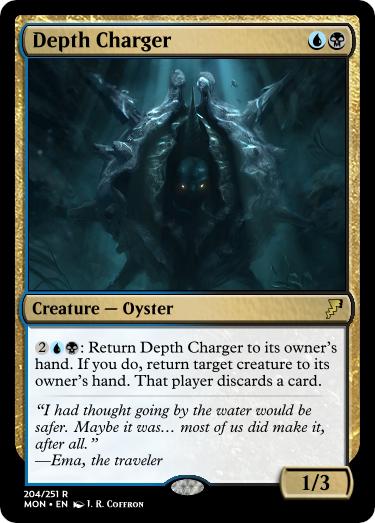 Depth Charger
Creature — Oyster
2: Return Depth Charger to its owner's
hand. If you do, return target creature to its
owner's hand. That player discards a card.
“I had thought going by the water would be
safer. Maybe it was… most of us did make it,
after all.”
—Ema, the traveler
1/3
204/251 R
MON • EN J. R. Coffron